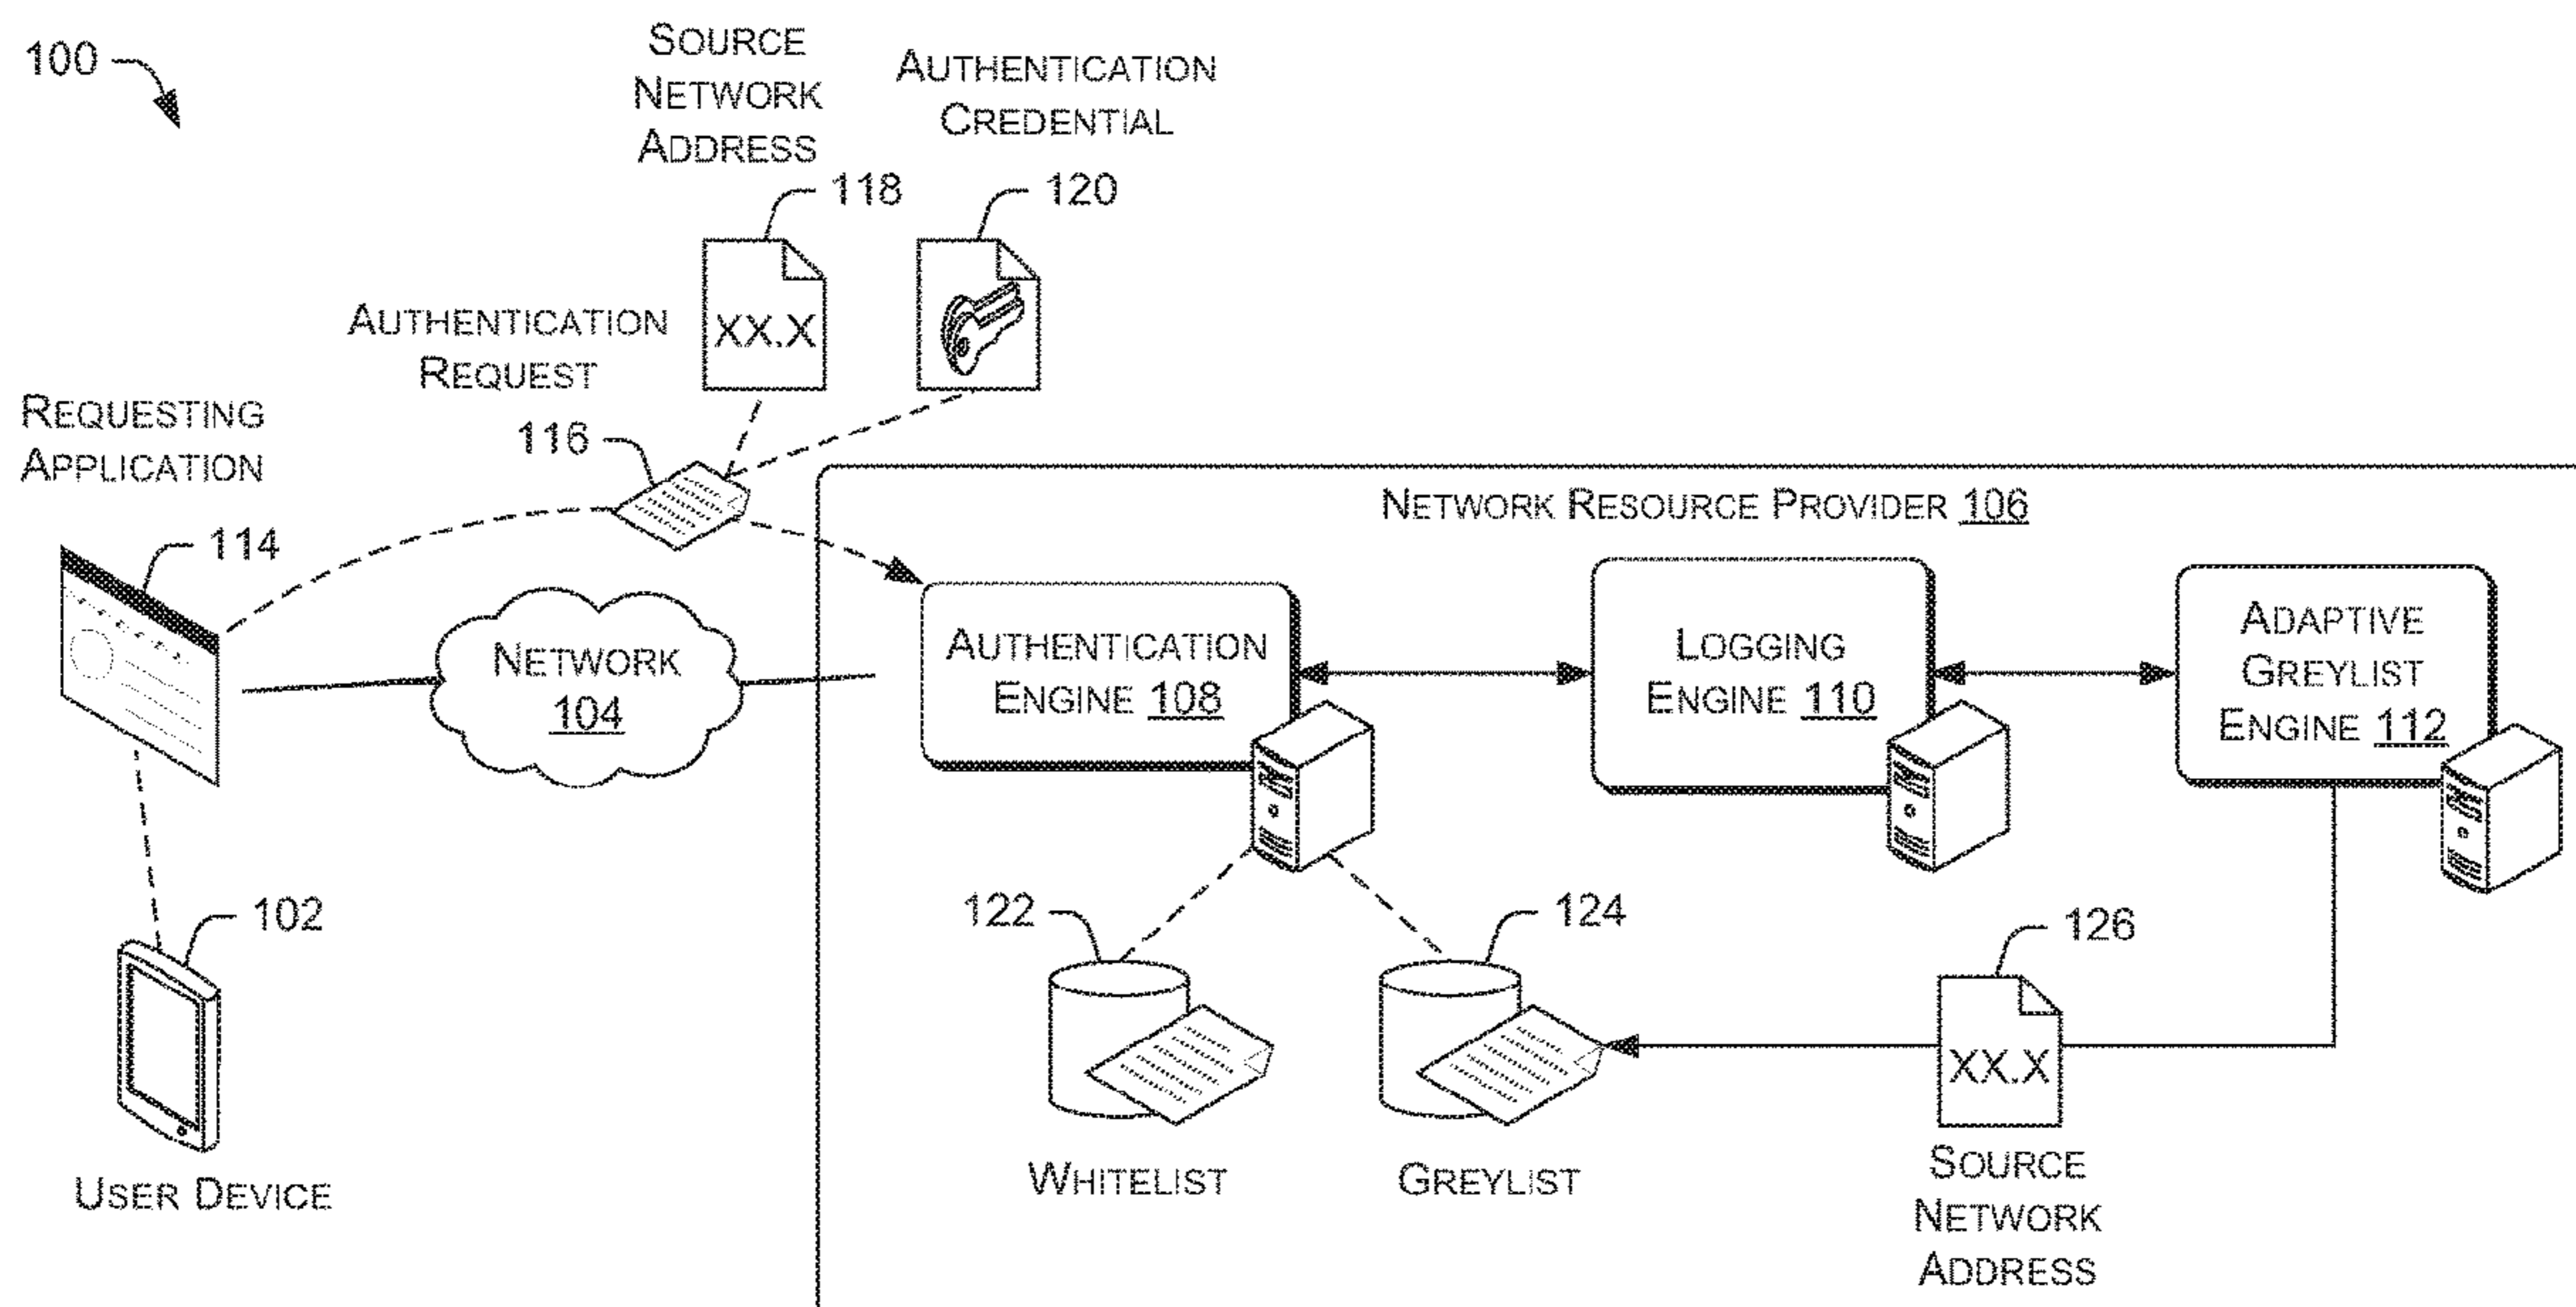 100
SOURCE
NETWORK
ADDRESS
118
AUTHENTICATION
CREDENTIAL
120
XX.X
AUTHENTICATION
REQUEST
116
REQUESTING
APPLICATION
114
NETWORK
104
102
USER DEVICE
NETWORK RESOURCE PROVIDER 106
AUTHENTICATION
ENGINE 108
LOGGING
ENGINE 110
ADAPTIVE
GREYLIST
ENGINE 112
122
WHITELIST
124
GREYLIST
126
XX.X
SOURCE
NETWORK
ADDRESS